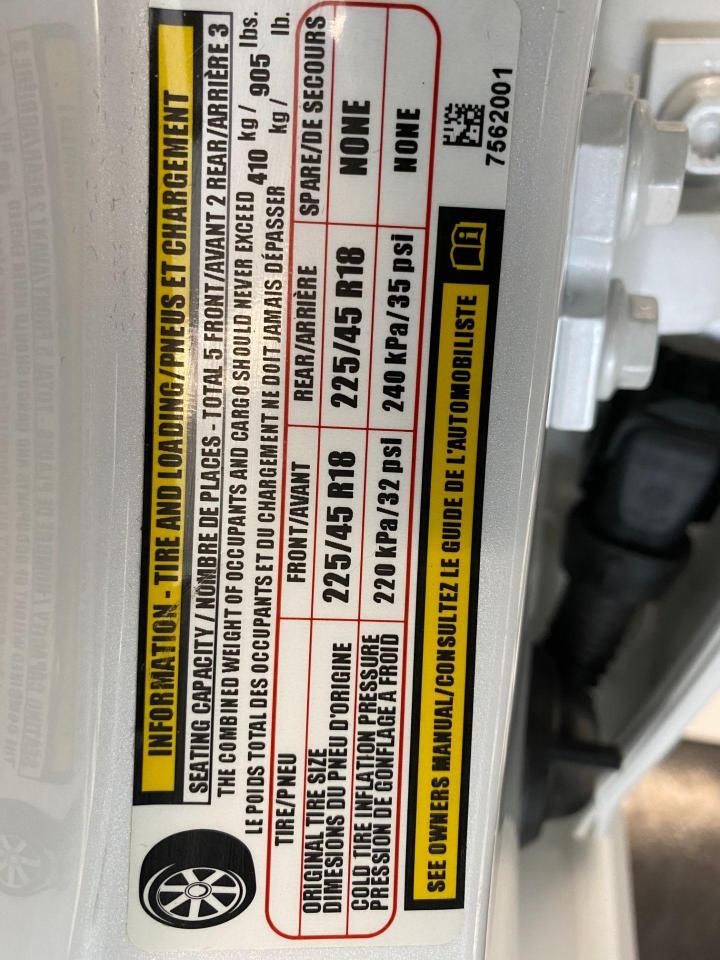 INFORMATION - TIRE AND LOADING/PNEUS ET CHARGEMENT
SEATING CAPACITY / NOMBRE DE PLACES - TOTAL 5 FRONT/AVANT 2 REAR/ARRIÈRE 3
THE COMBINED WEIGHT OF OCCUPANTS AND CARGO SHOULD NEVER EXCEED 410 kg / 905 lbs.
LE POIDS TOTAL DES OCCUPANTS ET DU CHARGEMENT NE DOIT JAMAIS DÉPASSER kg / lb.
TIRE/PNEU FRONT/AVANT REAR/ARRIÈRE SPARE/DE SECOURS
ORIGINAL TIRE SIZE
DIMESIONS DU PNEU D'ORIGINE 225/45 R18 225/45 R18 NONE
COLD TIRE INFLATION PRESSURE
PRESSION DE GONFLAGE A FROID 220 kPa/32 psi 240 kPa/35 psi NONE
SEE OWNERS MANUAL/CONSULTEZ LE GUIDE DE L'AUTOMOBILISTE
7562001